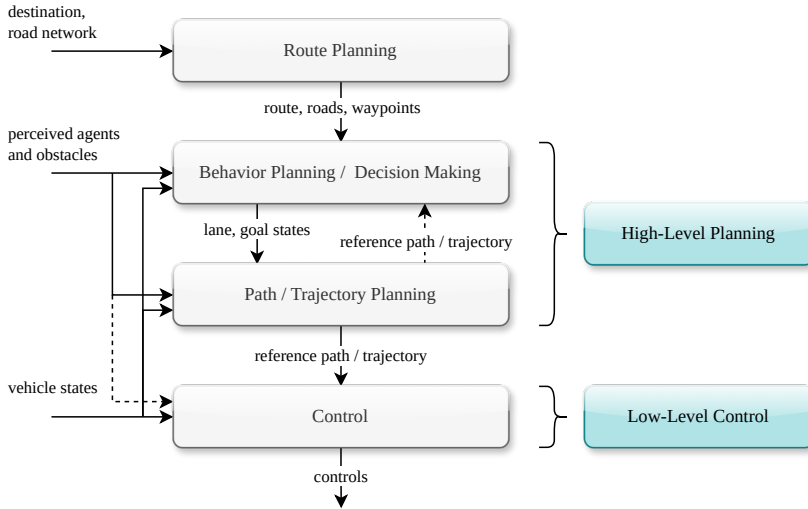 destination,
road network
Route Planning
route, roads, waypoints
perceived agents
and obstacles
Behavior Planning / Decision Making
lane, goal states
reference path / trajectory
High-Level Planning
Path / Trajectory Planning
reference path / trajectory
vehicle states
Control
Low-Level Control
controls